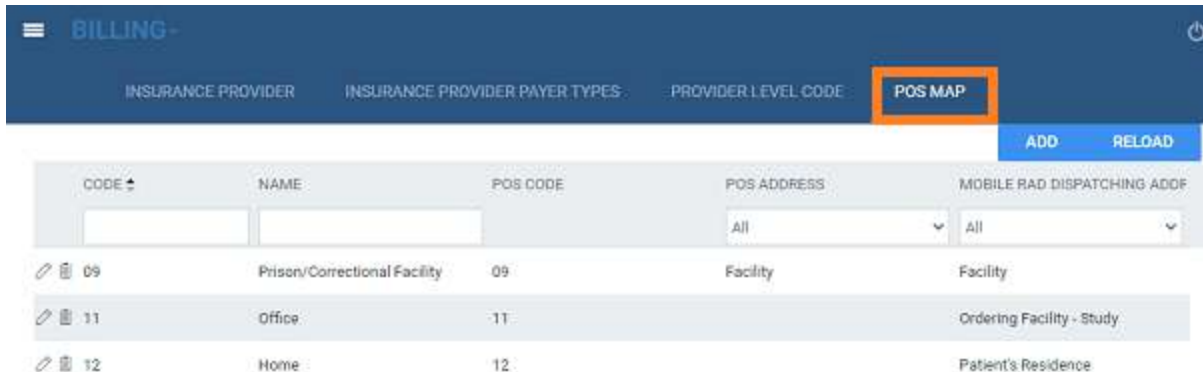 BILLING-
INSURANCE PROVIDER INSURANCE PROVIDER PAYER TYPES PROVIDER LEVEL CODE POS MAP
ADD RELOAD
CODE NAME POS CODE POS ADDRESS MOBILE RAD DISPATCHING ADDR
All All
09 Prison/Correctional Facility 09 Facility Facility
11 Office 11 Ordering Facility - Study
12 Home 12 Patient's Residence